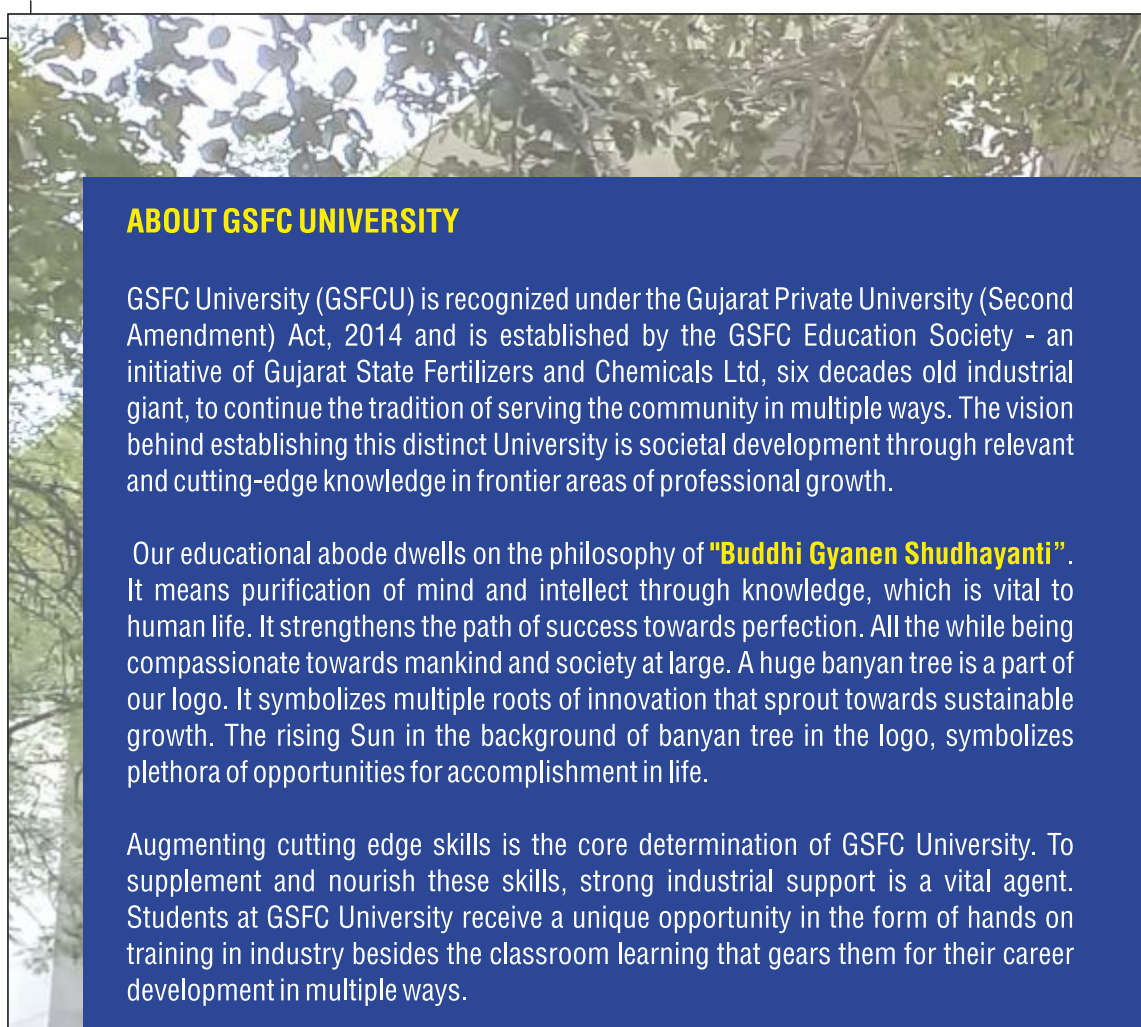 ABOUT GSFC UNIVERSITY
GSFC University (GSFCU) is recognized under the Gujarat Private University (Second
Amendment) Act, 2014 and is established by the GSFC Education Society - an
initiative of Gujarat State Fertilizers and Chemicals Ltd, six decades old industrial
giant, to continue the tradition of serving the community in multiple ways. The vision
behind establishing this distinct University is societal development through relevant
and cutting-edge knowledge in frontier areas of professional growth.
Our educational abode dwells on the philosophy of "Buddhi Gyanen Shudhayanti”.
It means purification of mind and intellect through knowledge, which is vital to
human life. It strengthens the path of success towards perfection. All the while being
compassionate towards mankind and society at large. A huge banyan tree is a part of
our logo. It symbolizes multiple roots of innovation that sprout towards sustainable
growth. The rising Sun in the background of banyan tree in the logo, symbolizes
plethora of opportunities for accomplishment in life.
Augmenting cutting edge skills is the core determination of GSFC University. To
supplement and nourish these skills, strong industrial support is a vital agent.
Students at GSFC University receive a unique opportunity in the form of hands on
training in industry besides the classroom learning that gears them for their career
development in multiple ways.